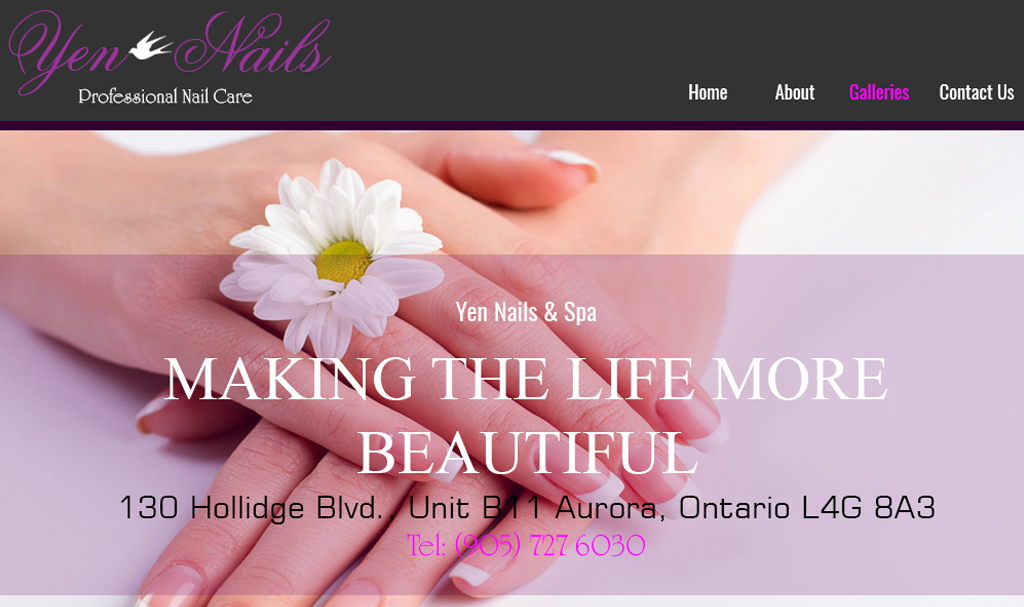 Yen Nails
Professional Nail Care
Home About Galleries Contact Us
Yen Nails & Spa
MAKING THE LIFE MORE
BEAUTIFUL
130 Hollidge Blvd., Unit B11 Aurora, Ontario L4G 8A3
Tel: (905) 727 6030